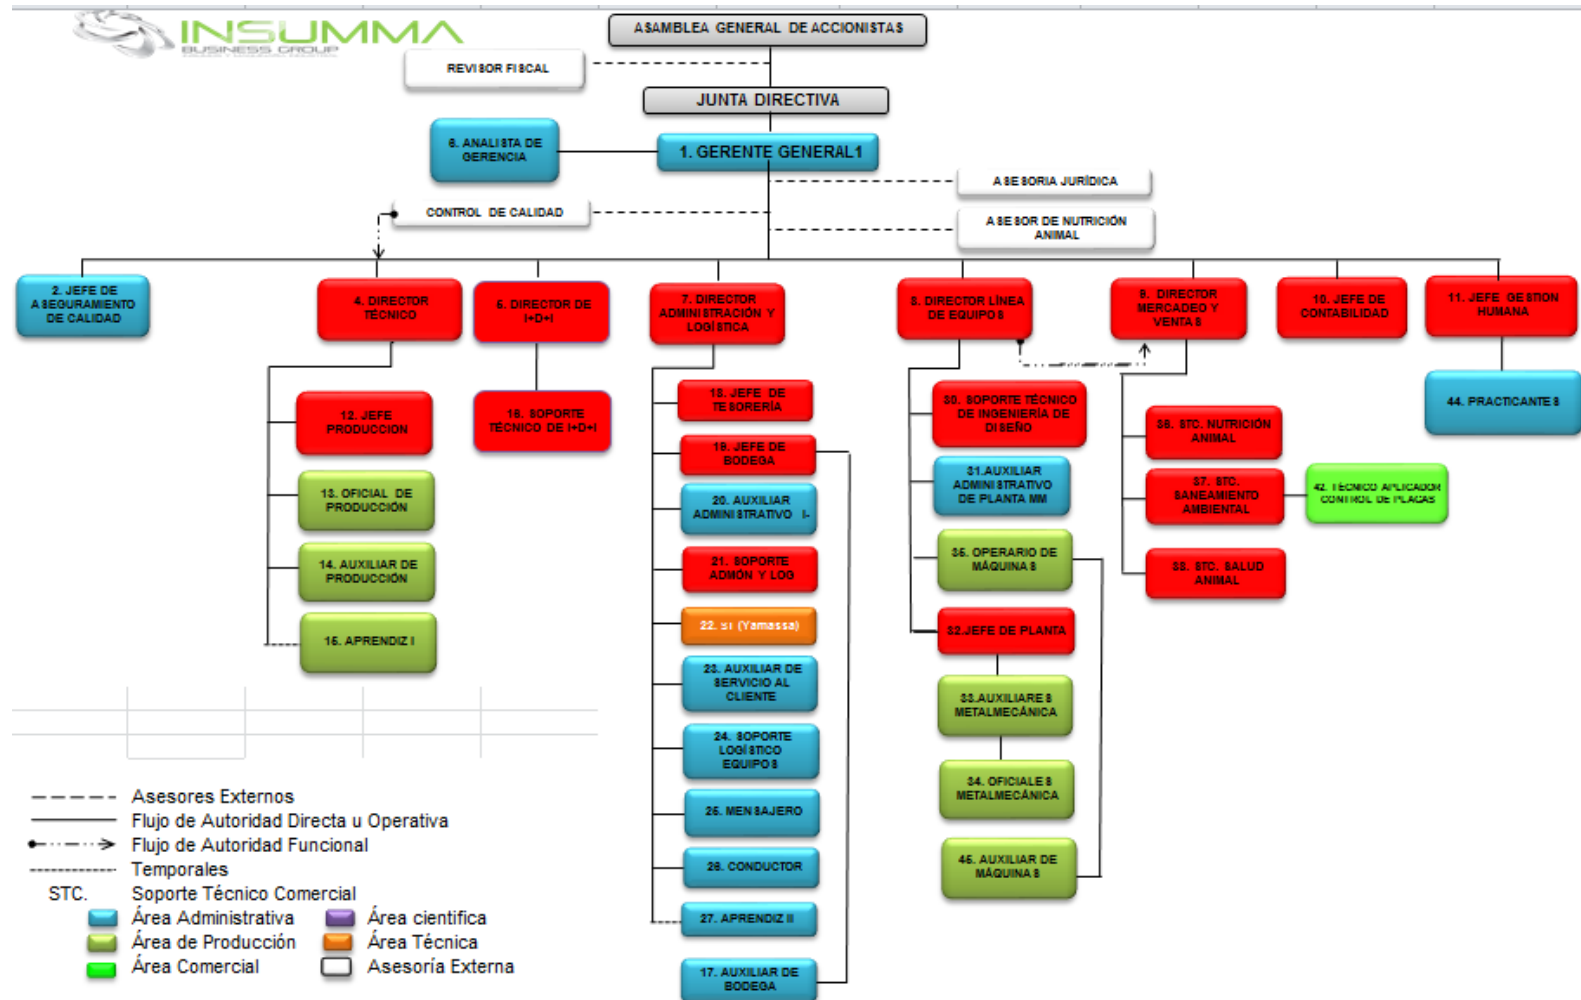 INSUMMA
BUSINESS GROUP
ASAMBLEA GENERAL DE ACCIONISTAS
REVISOR FISCAL
JUNTA DIRECTIVA
6. ANALISTA DE
GERENCIA
1. GERENTE GENERAL1
ASESORIA JURÍDICA
CONTROL DE CALIDAD
ASESOR DE NUTRICIÓN
ANIMAL
2. JEFE DE
ASEGURAMIENTO
DE CALIDAD
4. DIRECTOR
TÉCNICO
5. DIRECTOR DE
I+D+I
7. DIRECTOR
ADMINISTRACIÓN Y
LOGÍSTICA
8. DIRECTOR LÍNEA
DE EQUIPOS
9. DIRECTOR
MERCADEO Y
VENTAS
10. JEFE DE
CONTABILIDAD
11. JEFE GESTION
HUMANA
12. JEFE
PRODUCCION
13. OFICIAL DE
PRODUCCIÓN
14. AUXILIAR DE
PRODUCCIÓN
15. APRENDIZ I
16. SOPORTE
TÉCNICO DE I+D+I
18. JEFE DE
TESORERÍA
19. JEFE DE
BODEGA
20. AUXILIAR
ADMINISTRATIVO I-
21. SOPORTE
ADMÓN Y LOG
22. ST (Yamassa)
23. AUXILIAR DE
SERVICIO AL
CLIENTE
24. SOPORTE
LOGÍSTICO
EQUIPOS
25. MENSAJERO
26. CONDUCTOR
27. APRENDIZ II
17. AUXILIAR DE
BODEGA
30. SOPORTE TÉCNICO
DE INGENIERÍA DE
DISEÑO
31.AUXILIAR
ADMINISTRATIVO
DE PLANTA MM
35. OPERARIO DE
MÁQUINAS
32.JEFE DE PLANTA
33.AUXILIARES
METALMECÁNICA
34. OFICIALES
METALMECÁNICA
45. AUXILIAR DE
MÁQUINAS
36. STC. NUTRICIÓN
ANIMAL
37. STC.
SANEAMIENTO
AMBIENTAL
38. STC. SALUD
ANIMAL
42. TÉCNICO APLICADOR
CONTROL DE PLAGAS
44. PRACTICANTES
Asesores Externos
Flujo de Autoridad Directa u Operativa
Flujo de Autoridad Funcional
Temporales
STC. Soporte Técnico Comercial
Área Administrativa
Área cientifica
Área de Producción
Área Técnica
Área Comercial
Asesoría Externa